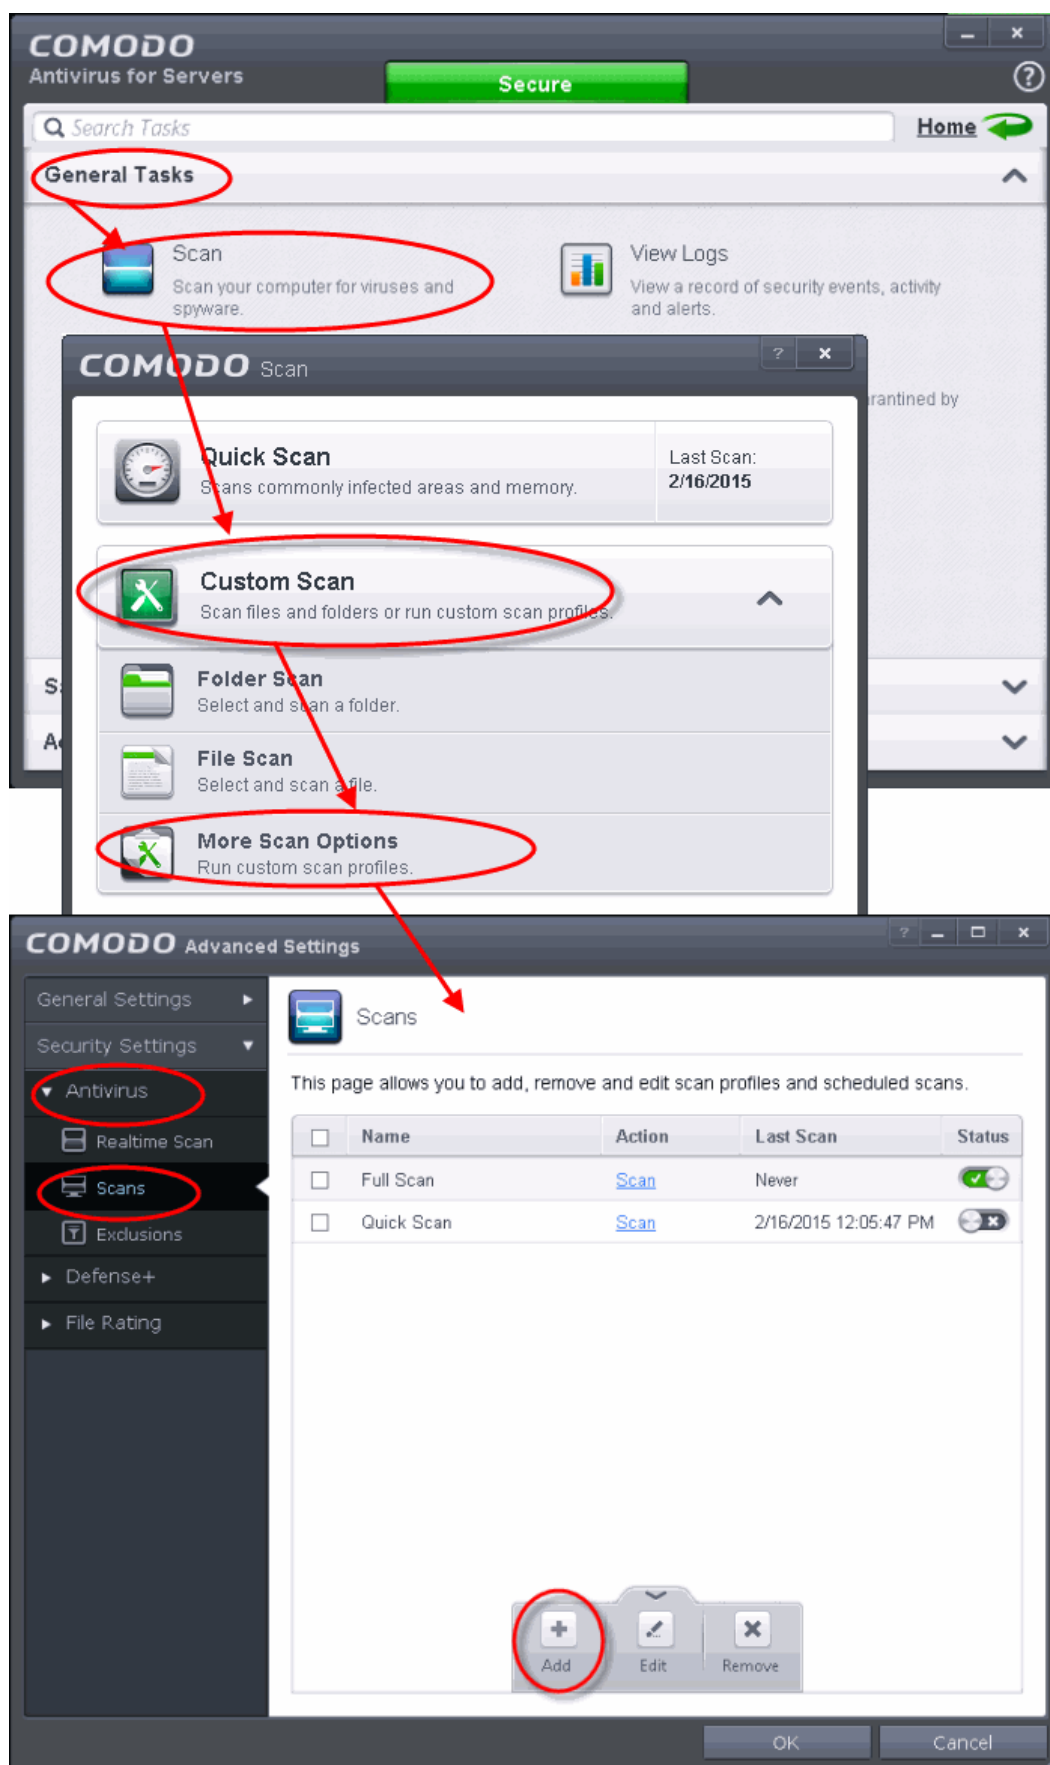 COMODO
Antivirus for Servers
Secure
Search Tasks
Home
General Tasks
Scan
Scan your computer for viruses and
spyware.
View Logs
View a record of security events, activity
and alerts.
COMODO Scan
Quick Scan
Scans commonly infected areas and memory.
Last Scan:
2/16/2015
Custom Scan
Scan files and folders or run custom scan profiles.
Folder Scan
Select and scan a folder.
File Scan
Select and scan a file.
More Scan Options
Run custom scan profiles.
COMODO Advanced Settings
General Settings
Security Settings
Antivirus
Realtime Scan
Scans
Exclusions
Defense+
File Rating
Scans
This page allows you to add, remove and edit scan profiles and scheduled scans.
Name Action Last Scan Status
Full Scan Scan Never
Quick Scan Scan 2/16/2015 12:05:47 PM
Add Edit Remove
OK Cancel